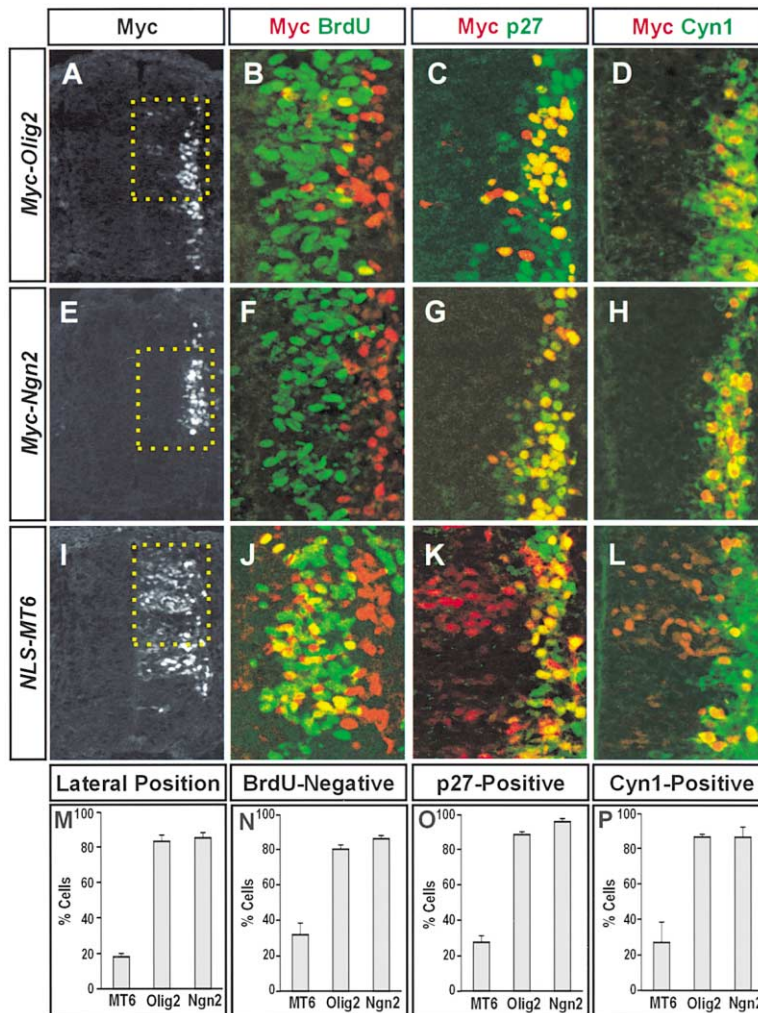 Myc
Myc BrdU
Myc p27
Myc Cyn1
Myc-Olig2
A
B
C
D
Myc-Ngn2
E
F
G
H
NLS-MT6
I
J
K
L
Lateral Position
BrdU-Negative
p27-Positive
Cyn1-Positive
M
100
80
60
40
20
0
% Cells
MT6 Olig2 Ngn2
N
100
80
60
40
20
0
% Cells
MT6 Olig2 Ngn2
O
100
80
60
40
20
0
% Cells
MT6 Olig2 Ngn2
P
100
80
60
40
20
0
% Cells
MT6 Olig2 Ngn2